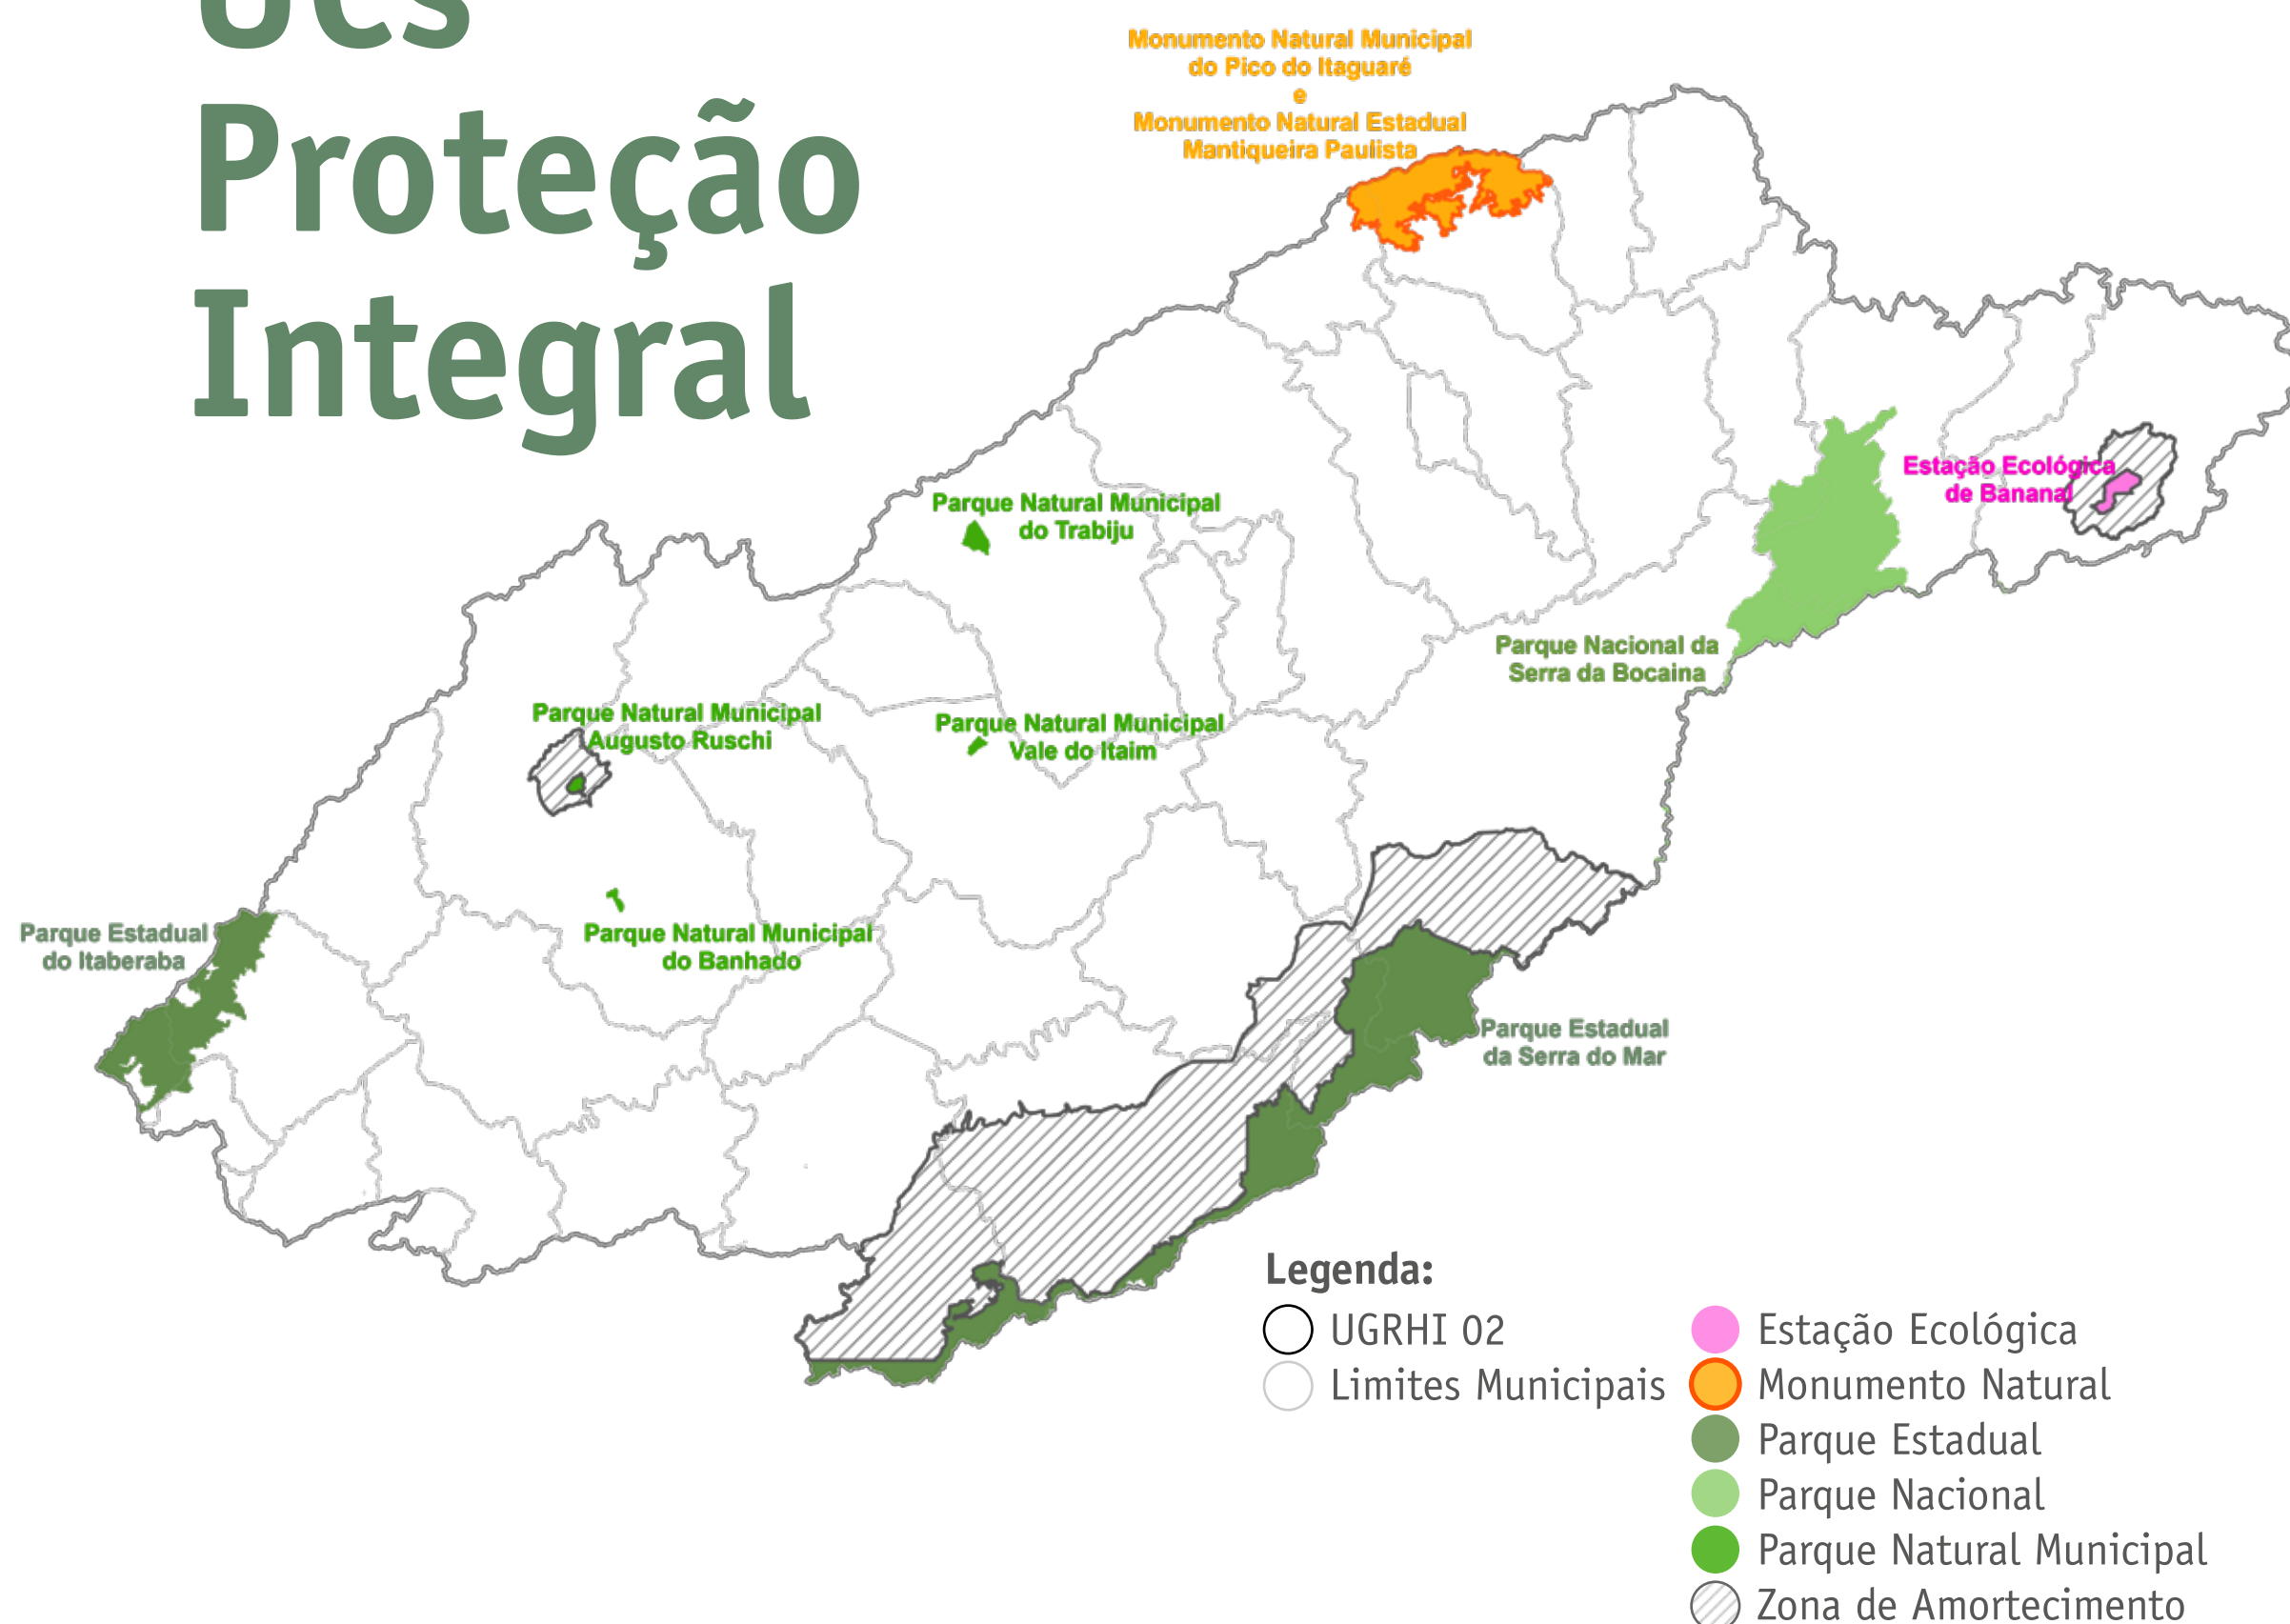 UCs
Proteção
Integral
Monumento Natural Municipal
do Pico do Itaguaré
e
Monumento Natural Estadual
Mantiqueira Paulista
Estação Ecológica
de Bananal
Parque Natural Municipal
do Trabiju
Parque Nacional da
Serra da Bocaina
Parque Natural Municipal
Augusto Ruschi
Parque Natural Municipal
Vale do Itaim
Parque Estadual
do Itaberaba
Parque Natural Municipal
do Banhado
Parque Estadual
da Serra do Mar
Legenda:
UGRHI 02
Limites Municipais
Estação Ecológica
Monumento Natural
Parque Estadual
Parque Nacional
Parque Natural Municipal
Zona de Amortecimento